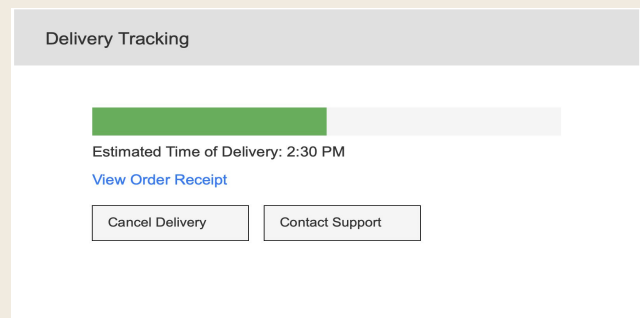 Delivery Tracking
Estimated Time of Delivery: 2:30 PM
View Order Receipt
Cancel Delivery
Contact Support